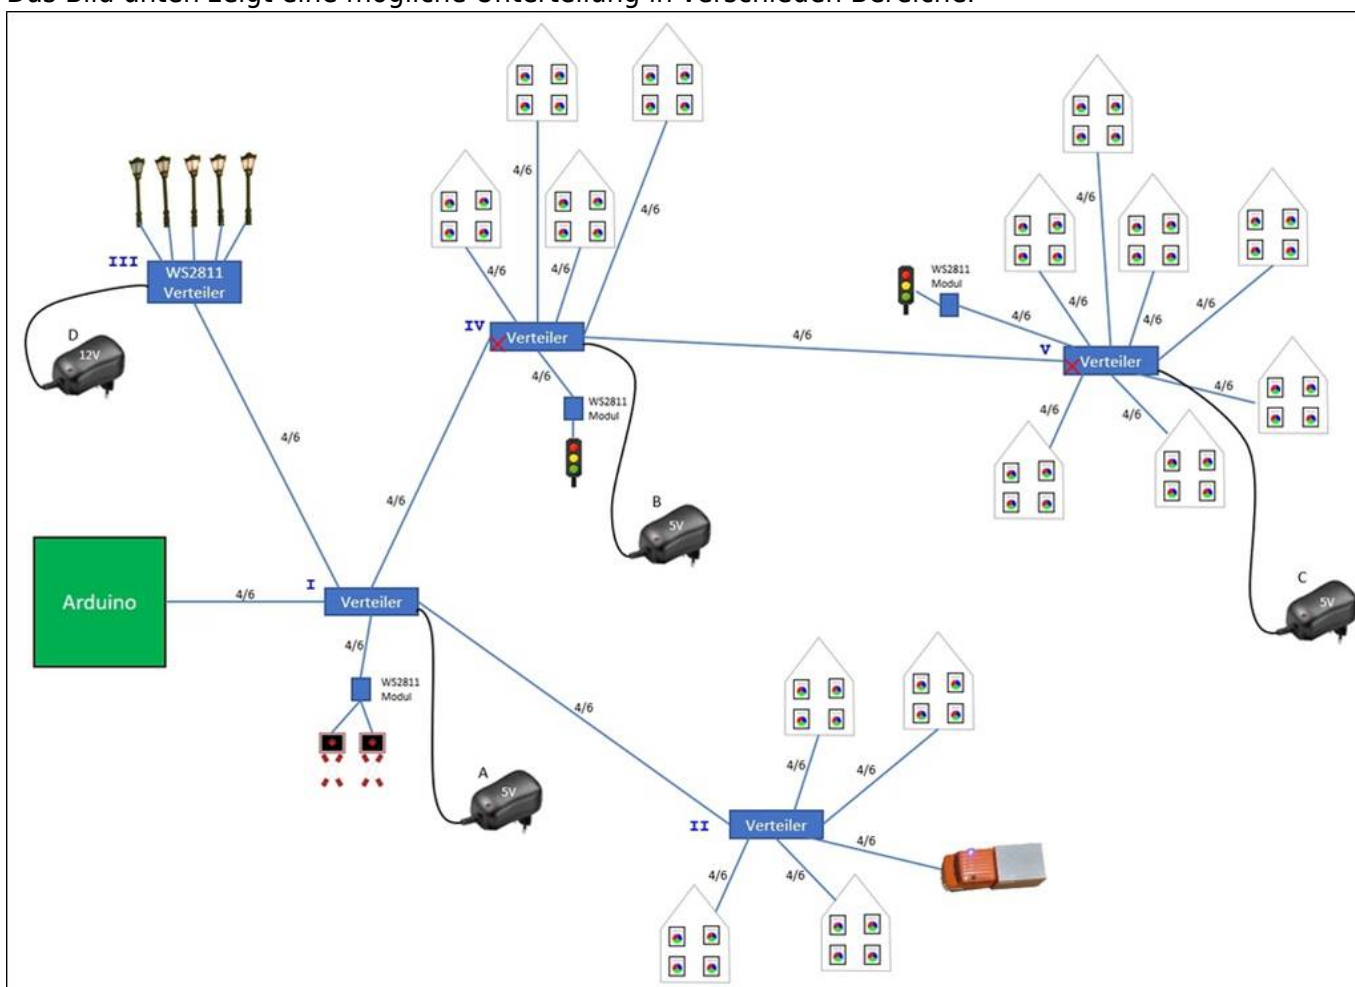 Das Bild unten zeigt eine mögliche Unterteilung in verschieden Bereiche.
4/6
4/6
4/6
III
WS2811
Verteiler
4/6
4/6
WS2811
Modul
4/6
4/6
4/6
4/6
4/6
IV
Verteiler
4/6
V
Verteiler
D
12V
4/6
4/6
WS2811
Modul
4/6
4/6
4/6
4/6
B
5V
I
4/6
Arduino
Verteiler
C
5V
4/6
WS2811
Modul
4/6
A
5V
4/6
4/6
II
Verteiler
4/6
4/6
4/6